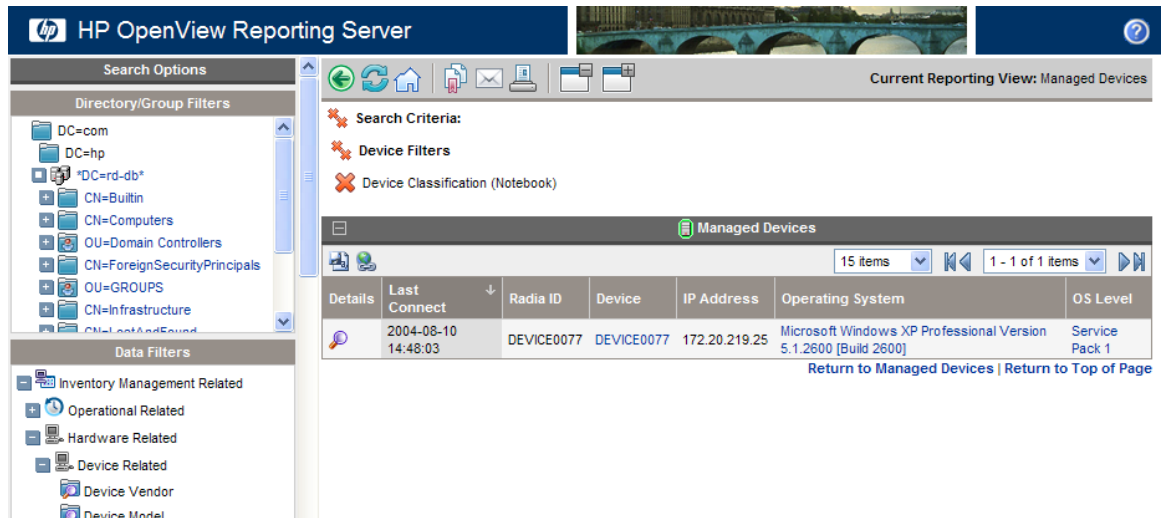 hp HP OpenView Reporting Server
Search Options
Directory/Group Filters
DC=com
DC=hp
*DC=rd-db*
CN=Builtin
CN=Computers
OU=Domain Controllers
CN=ForeignSecurityPrincipals
OU=GROUPS
CN=Infrastructure
CN=LostAndFound
Data Filters
Inventory Management Related
Operational Related
Hardware Related
Device Related
Device Vendor
Device Model
Current Reporting View: Managed Devices
Search Criteria:
Device Filters
Device Classification (Notebook)
Managed Devices
15 items
1 - 1 of 1 items
Details
Last
Connect
Radia ID
Device
IP Address
Operating System
OS Level
2004-08-10
14:48:03
DEVICE0077
DEVICE0077
172.20.219.25
Microsoft Windows XP Professional Version
5.1.2600 [Build 2600]
Service
Pack 1
Return to Managed Devices | Return to Top of Page